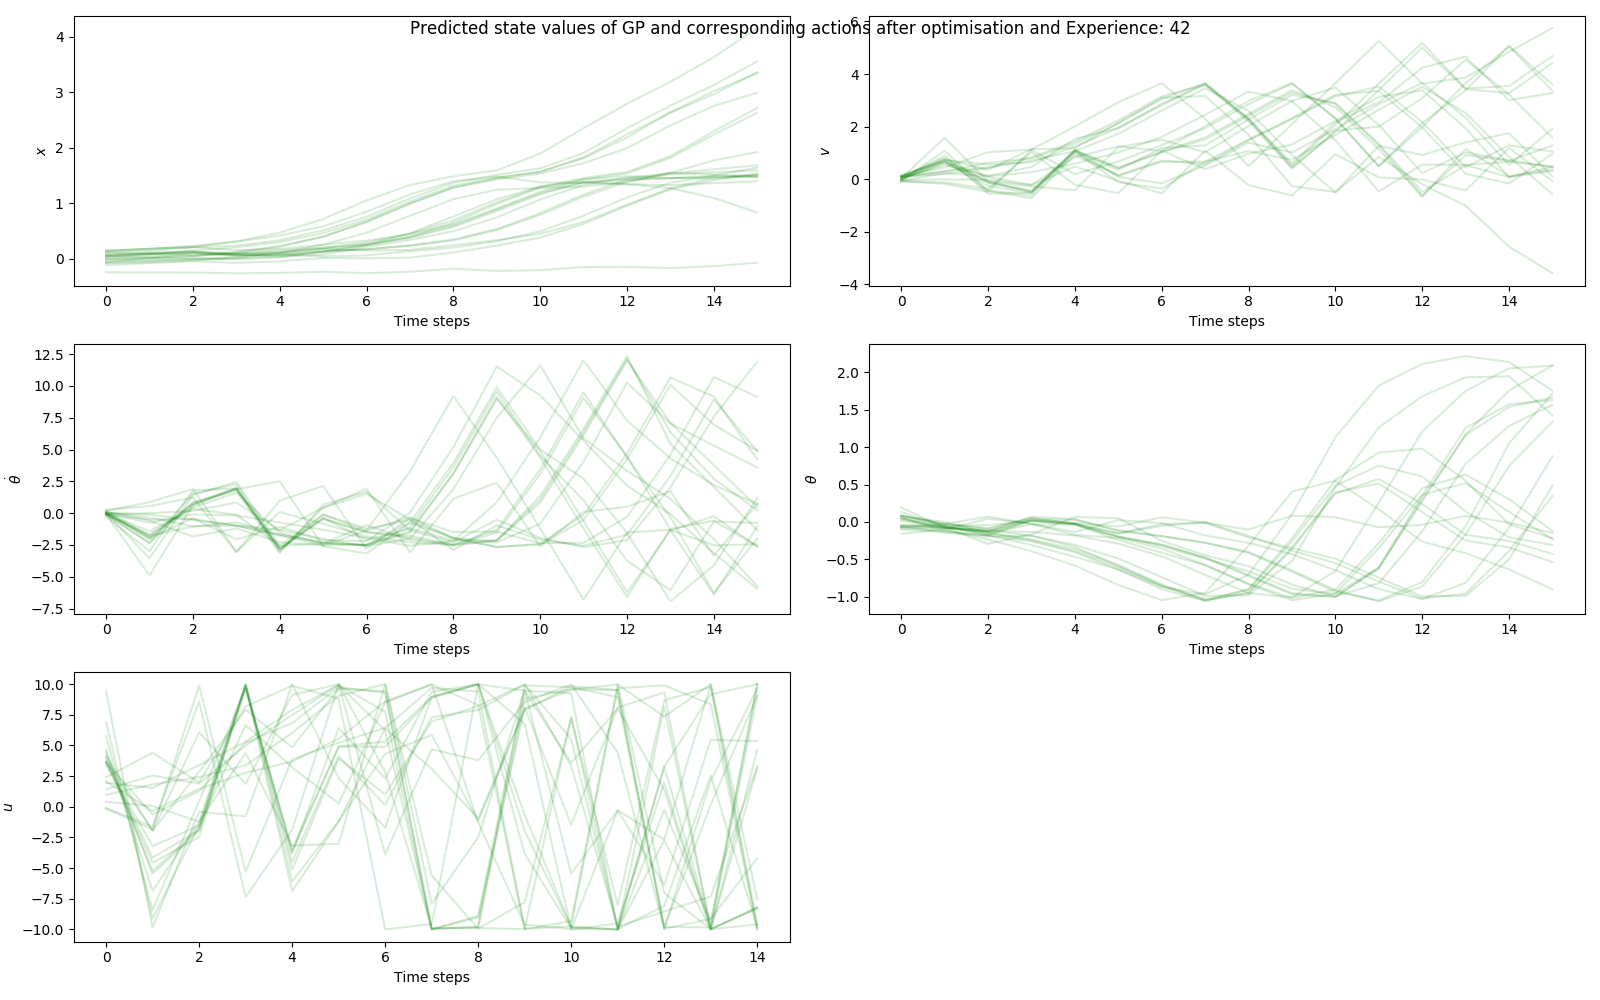 Predicted state values of GP and corresponding actions after optimisation and Experience: 42
4
3
2
1
0
x
0 2 4 6 8 10 12 14
Time steps
6
4
2
0
−2
−4
v
0 2 4 6 8 10 12 14
Time steps
12.5
10.0
7.5
5.0
2.5
0.0
−2.5
−5.0
−7.5
θ̇
0 2 4 6 8 10 12 14
Time steps
2.0
1.5
1.0
0.5
0.0
−0.5
−1.0
θ
0 2 4 6 8 10 12 14
Time steps
10.0
7.5
5.0
2.5
0.0
−2.5
−5.0
−7.5
−10.0
u
0 2 4 6 8 10 12 14
Time steps